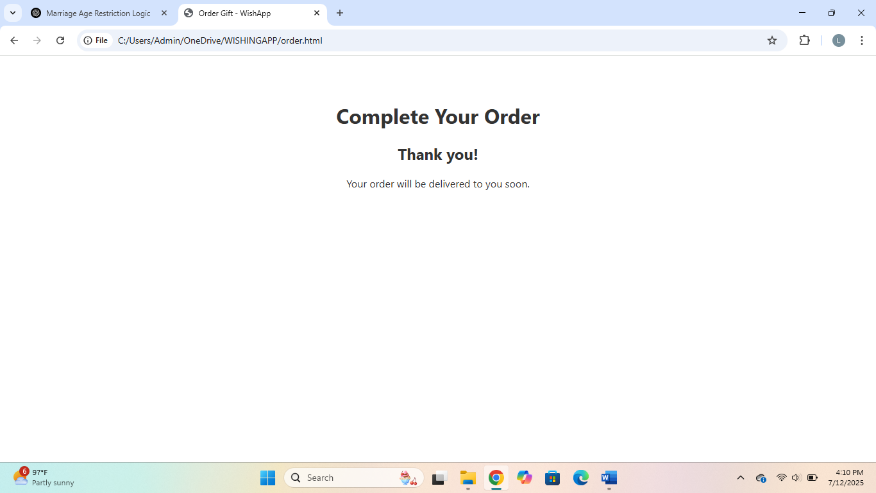 Marriage Age Restriction Logic
Order Gift - WishApp
File
C:/Users/Admin/OneDrive/WISHINGAPP/order.html
L
Complete Your Order
Thank you!
Your order will be delivered to you soon.
6
97°F
Partly sunny
Search
W
4:10 PM
7/12/2025